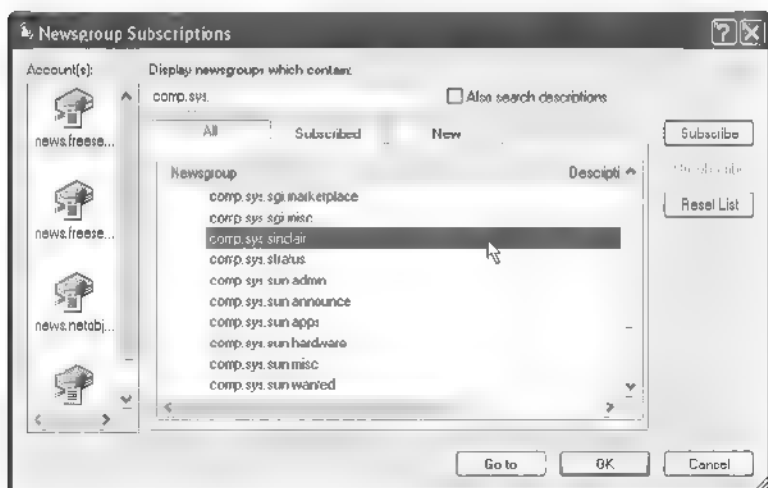 Newsgroup Subscriptions
Account(s):
Display newsgroups which contain:
comp.sys.
Also search descriptions
news.freese...
news.freese...
news.netobj...
All
Subscribed
New
Newsgroup
Descripti
comp.sys.sgi.marketplace
comp.sys.sgi.misc
comp.sys.sinclair
comp.sys.stratus
comp.sys.sun.admin
comp.sys.sun.announce
comp.sys.sun.apps
comp.sys.sun.hardware
comp.sys.sun.misc
comp.sys.sun.wanted
Subscribe
Unsubscribe
Reset List
Go to
OK
Cancel